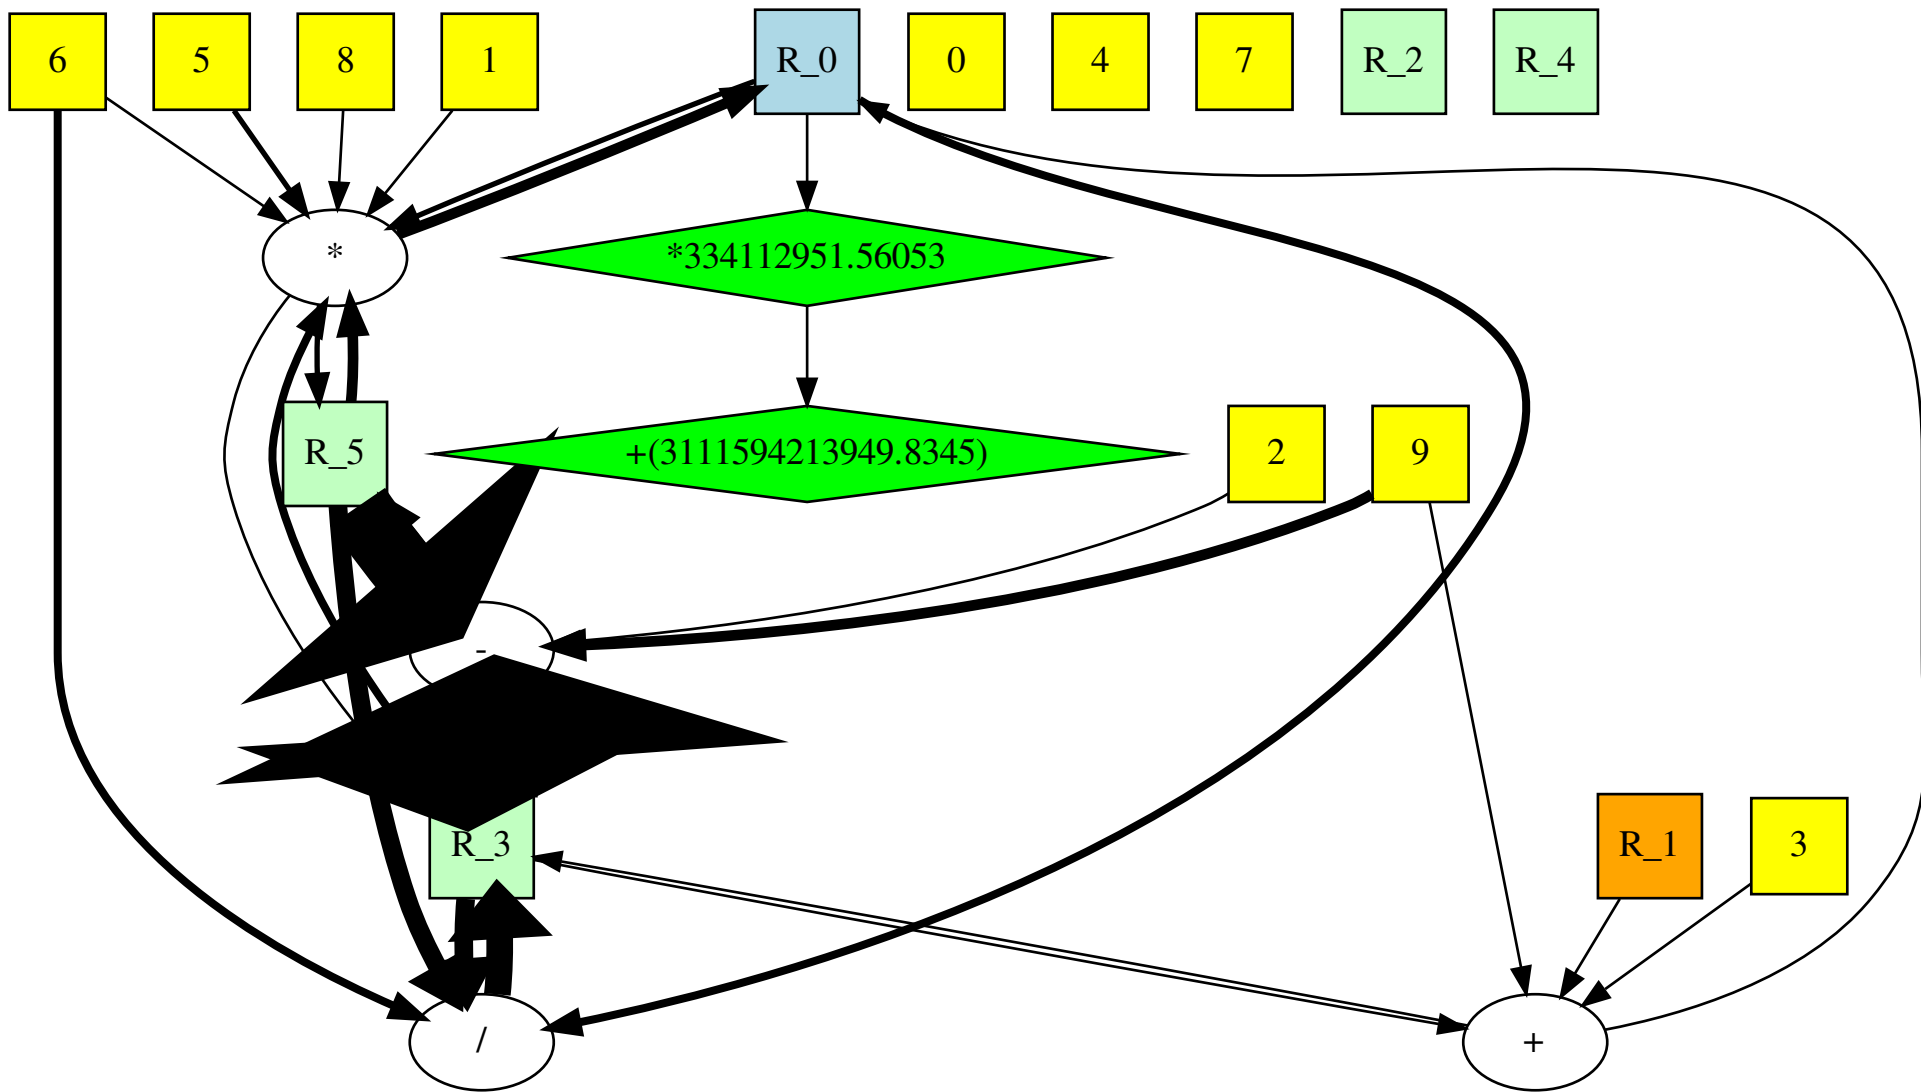 6 5 8 1 R_0 0 4 7 R_2 R_4
* *334112951.56053
R_5 +(3111594213949.8345) 2 9
-
R_3 R_1 3
/ +